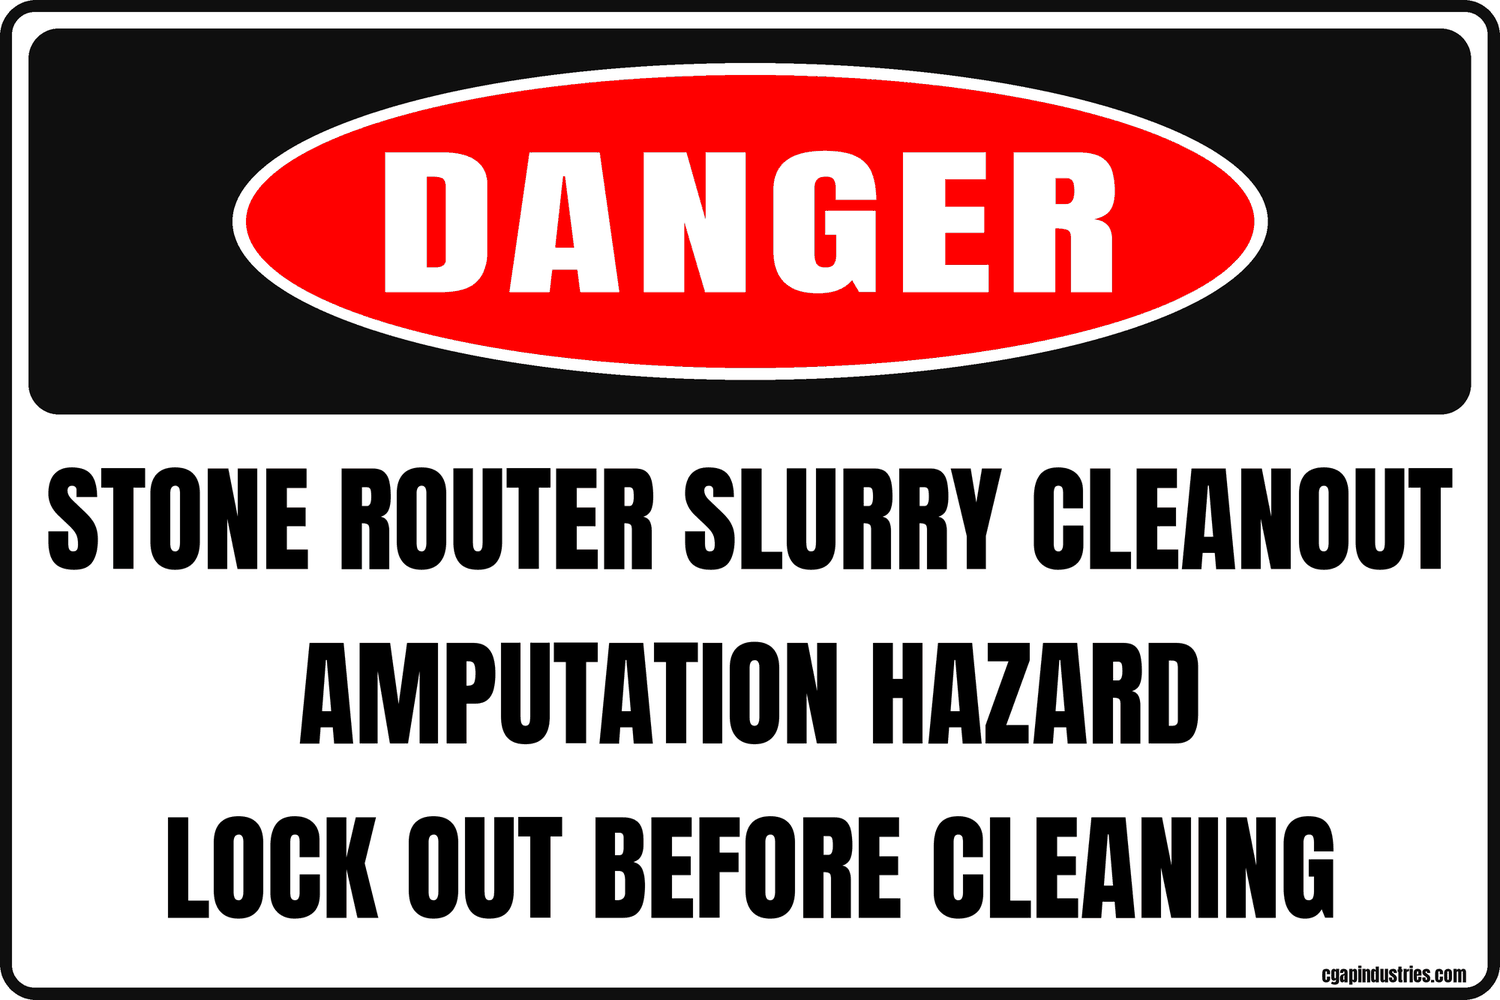 DANGER
STONE ROUTER SLURRY CLEANOUT
AMPUTATION HAZARD
LOCK OUT BEFORE CLEANING
cgapindustries.com